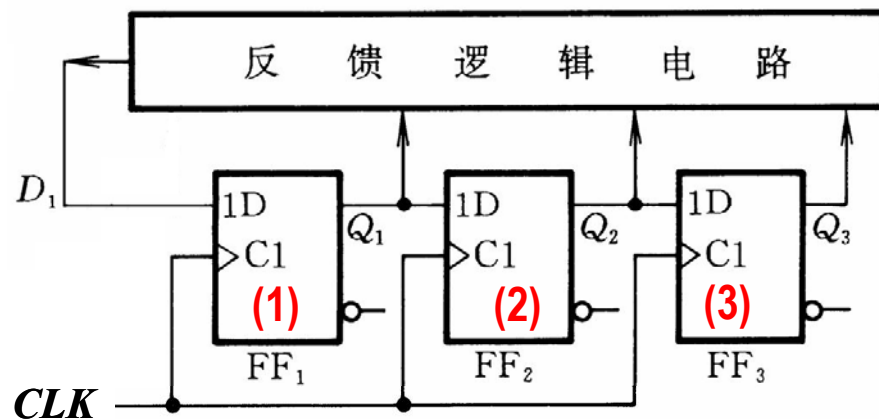 反馈逻辑电路
D₁
1D Q₁ 1D Q₂ 1D Q₃
C1 C1 C1
(1) (2) (3)
FF₁ FF₂ FF₃
CLK